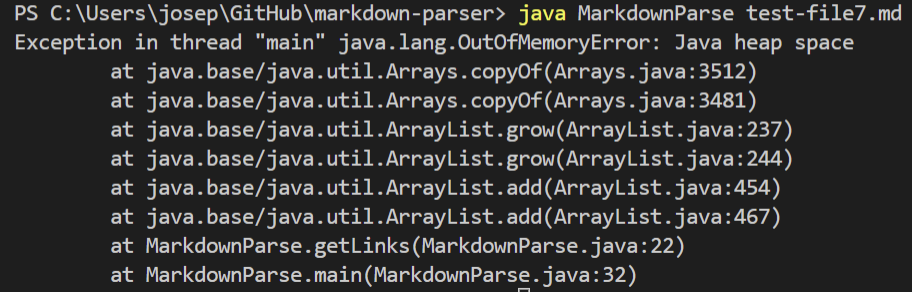 PS C:\Users\josep\GitHub\markdown-parser> java MarkdownParse test-file7.md
Exception in thread "main" java.lang.OutOfMemoryError: Java heap space
        at java.base/java.util.Arrays.copyOf(Arrays.java:3512)
        at java.base/java.util.Arrays.copyOf(Arrays.java:3481)
        at java.base/java.util.ArrayList.grow(ArrayList.java:237)
        at java.base/java.util.ArrayList.grow(ArrayList.java:244)
        at java.base/java.util.ArrayList.add(ArrayList.java:454)
        at java.base/java.util.ArrayList.add(ArrayList.java:467)
        at MarkdownParse.getLinks(MarkdownParse.java:22)
        at MarkdownParse.main(MarkdownParse.java:32)